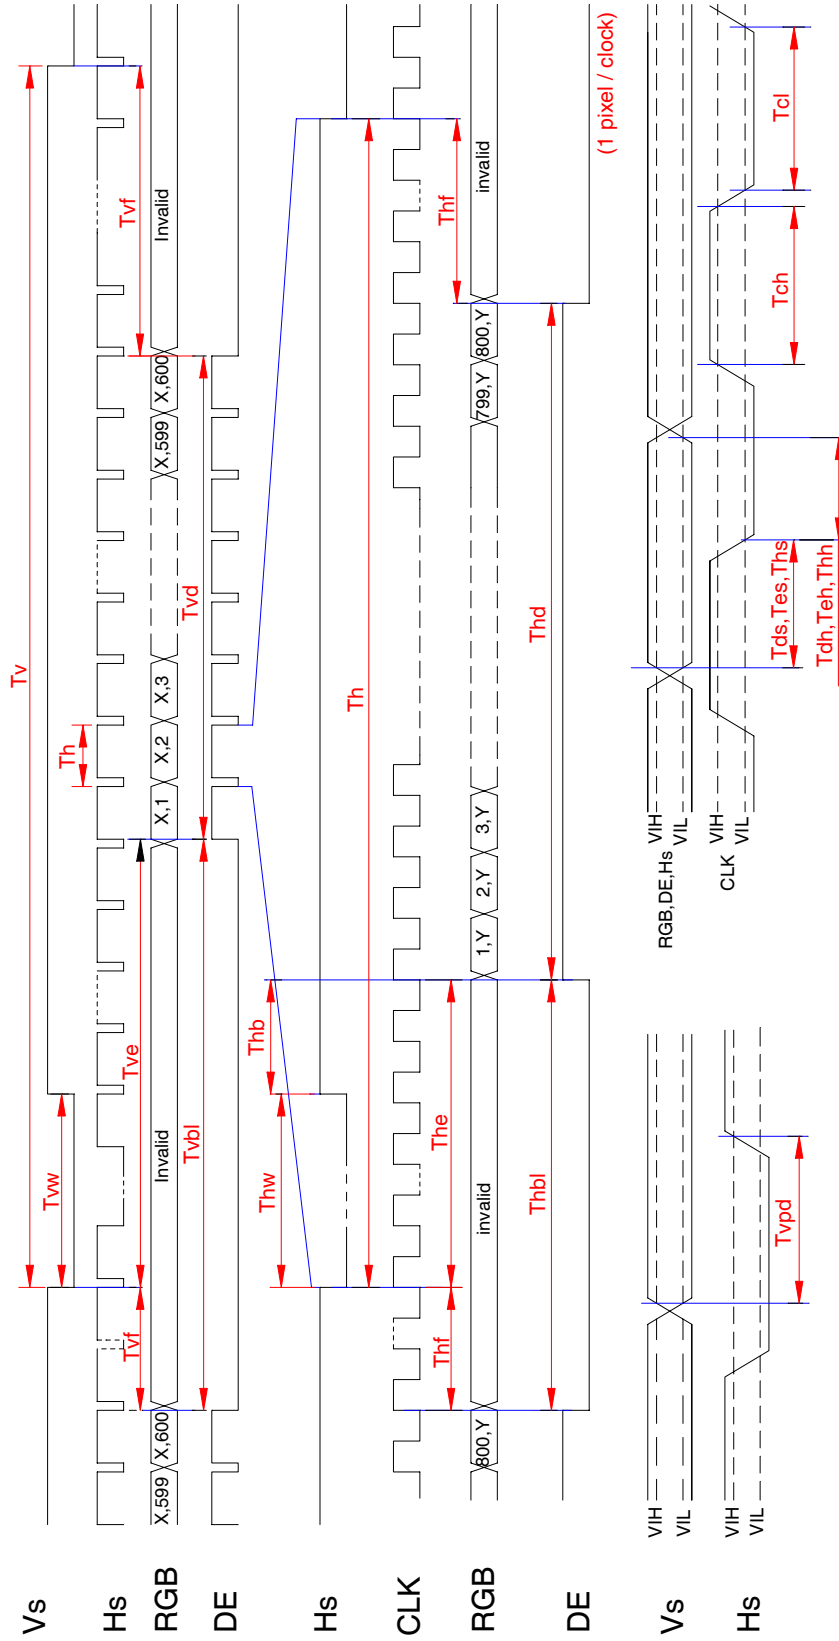 Vs
Tvw
Tv
Hs
Th
RGB
X,599
X,600
Invalid
X,1
X,2
X,3
X,599
X,600
Invalid
Tvf
Tve
Tvf
DE
Tvbl
Tvd
Hs
Thw
Thb
Th
CLK
RGB
800,Y
invalid
1,Y
2,Y
3,Y
799,Y
800,Y
invalid
Thf
The
Thf
DE
Thbl
Thd
(1 pixel / clock)
Vs
VIH
VIL
Hs
VIH
VIL
Tvpd
RGB,DE,Hs
VIH
VIL
CLK
VIH
VIL
Tds,Tes,Ths
Tdh,Teh,Thh
Tch
Tcl